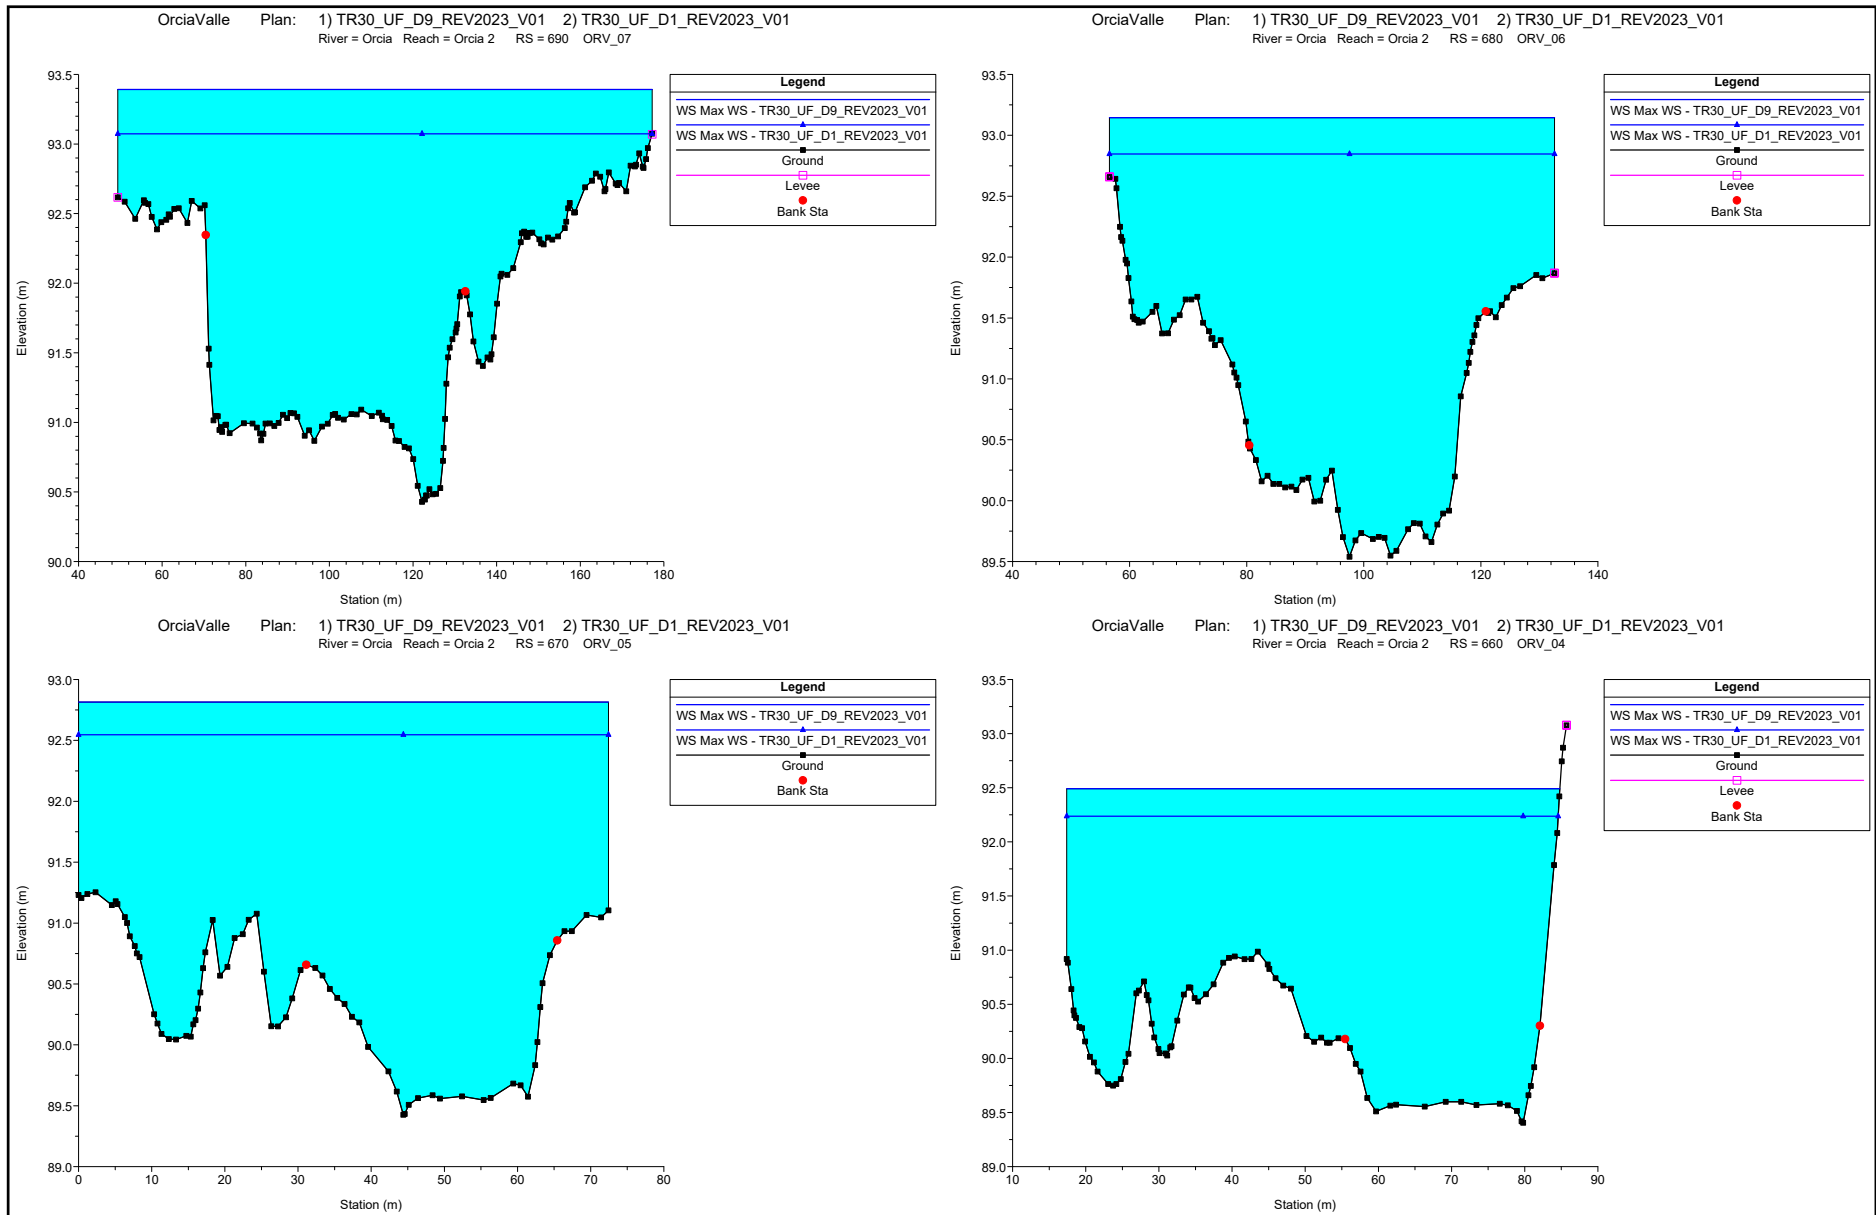 OrciaValle Plan: 1) TR30_UF_D9_REV2023_V01 2) TR30_UF_D1_REV2023_V01
River = Orcia Reach = Orcia 2 RS = 690 ORV_07
93.5
93.0
92.5
92.0
91.5
91.0
90.5
90.0
Elevation (m)
40 60 80 100 120 140 160 180
Station (m)
Legend
WS Max WS - TR30_UF_D9_REV2023_V01
WS Max WS - TR30_UF_D1_REV2023_V01
Ground
Levee
Bank Sta
OrciaValle Plan: 1) TR30_UF_D9_REV2023_V01 2) TR30_UF_D1_REV2023_V01
River = Orcia Reach = Orcia 2 RS = 680 ORV_06
93.5
93.0
92.5
92.0
91.5
91.0
90.5
90.0
89.5
Elevation (m)
40 60 80 100 120 140
Station (m)
Legend
WS Max WS - TR30_UF_D9_REV2023_V01
WS Max WS - TR30_UF_D1_REV2023_V01
Ground
Levee
Bank Sta
OrciaValle Plan: 1) TR30_UF_D9_REV2023_V01 2) TR30_UF_D1_REV2023_V01
River = Orcia Reach = Orcia 2 RS = 670 ORV_05
93.0
92.5
92.0
91.5
91.0
90.5
90.0
89.5
89.0
Elevation (m)
0 10 20 30 40 50 60 70 80
Station (m)
Legend
WS Max WS - TR30_UF_D9_REV2023_V01
WS Max WS - TR30_UF_D1_REV2023_V01
Ground
Bank Sta
OrciaValle Plan: 1) TR30_UF_D9_REV2023_V01 2) TR30_UF_D1_REV2023_V01
River = Orcia Reach = Orcia 2 RS = 660 ORV_04
93.5
93.0
92.5
92.0
91.5
91.0
90.5
90.0
89.5
89.0
Elevation (m)
10 20 30 40 50 60 70 80 90
Station (m)
Legend
WS Max WS - TR30_UF_D9_REV2023_V01
WS Max WS - TR30_UF_D1_REV2023_V01
Ground
Levee
Bank Sta